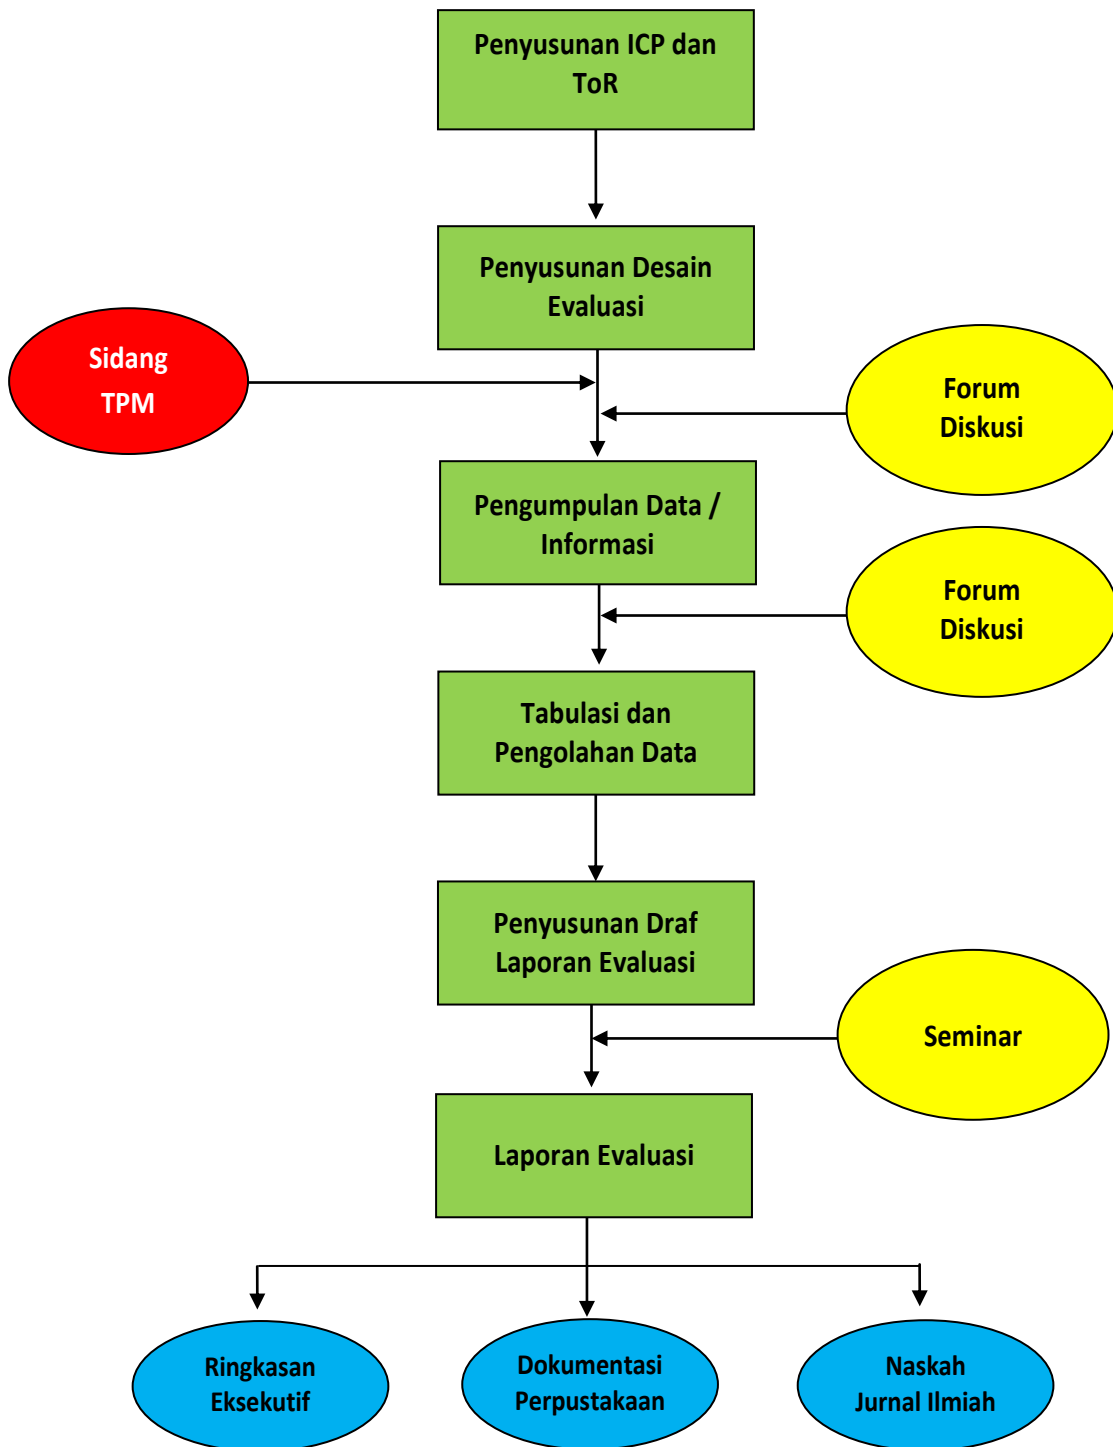 Penyusunan ICP dan
ToR
Penyusunan Desain
Evaluasi
Sidang
TPM
Forum
Diskusi
Pengumpulan Data /
Informasi
Forum
Diskusi
Tabulasi dan
Pengolahan Data
Penyusunan Draf
Laporan Evaluasi
Seminar
Laporan Evaluasi
Ringkasan
Eksekutif
Dokumentasi
Perpustakaan
Naskah
Jurnal Ilmiah